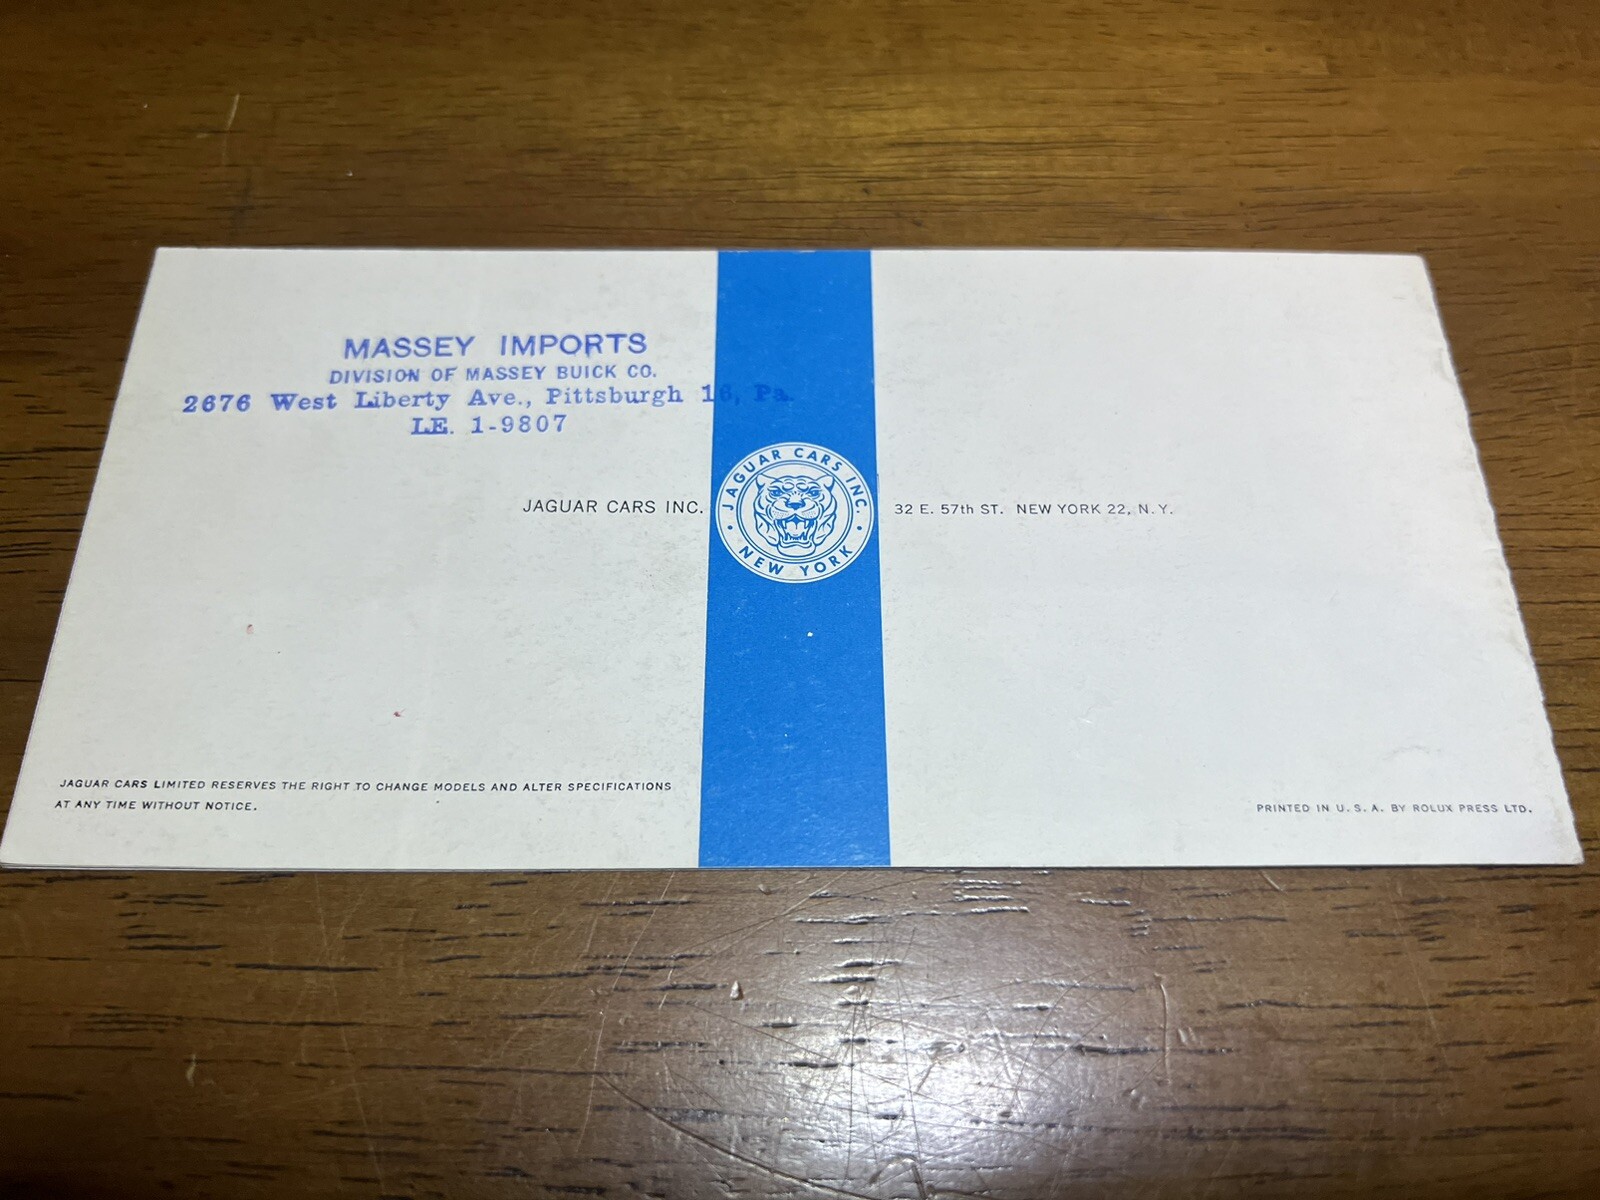 MASSEY IMPORTS
DIVISION OF MASSEY BUICK CO.
2676 West Liberty Ave., Pittsburgh 16, Pa.
LE. 1-9807
JAGUAR CARS INC.
JAGUAR CARS INC.
NEW YORK
32 E. 57th ST. NEW YORK 22, N.Y.
JAGUAR CARS LIMITED RESERVES THE RIGHT TO CHANGE MODELS AND ALTER SPECIFICATIONS
AT ANY TIME WITHOUT NOTICE.
PRINTED IN U.S.A. BY ROLUX PRESS LTD.